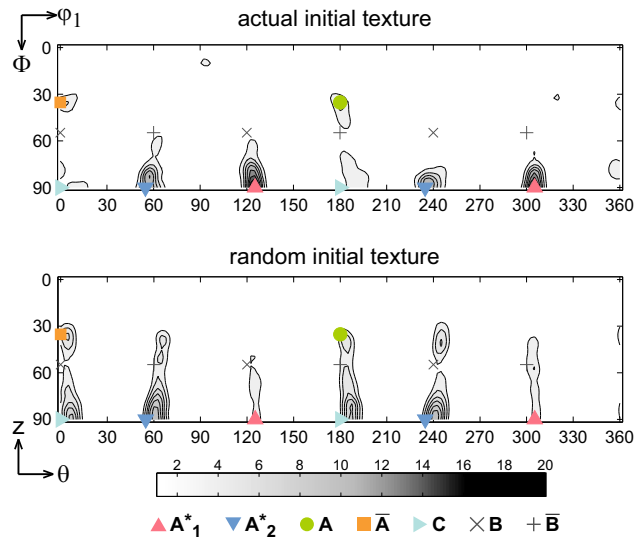 actual initial texture
φ1
Φ
0
30
60
90
0 30 60 90 120 150 180 210 240 270 300 330 360
random initial texture
0
30
60
90
0 30 60 90 120 150 180 210 240 270 300 330 360
z
θ
2 4 6 8 10 12 14 16 18 20
A*1 A*2 A A̅ C B B̅